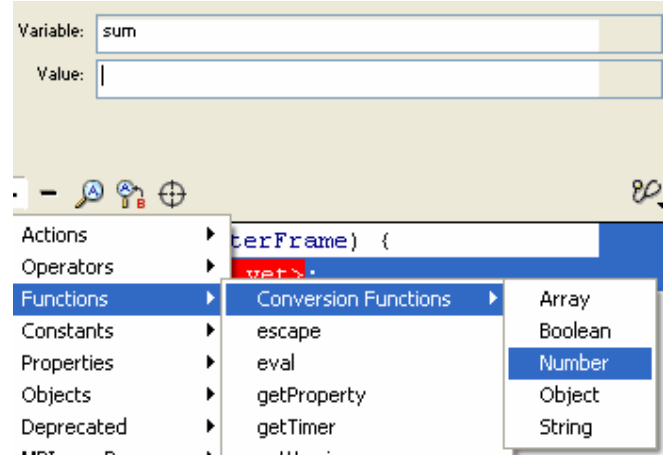 Variable: sum
Value:
Actions
terFrame) {
Operators
yet>;
Functions
Conversion Functions
Array
Constants
escape
Boolean
Properties
eval
Number
Objects
getProperty
Object
Deprecated
getTimer
String